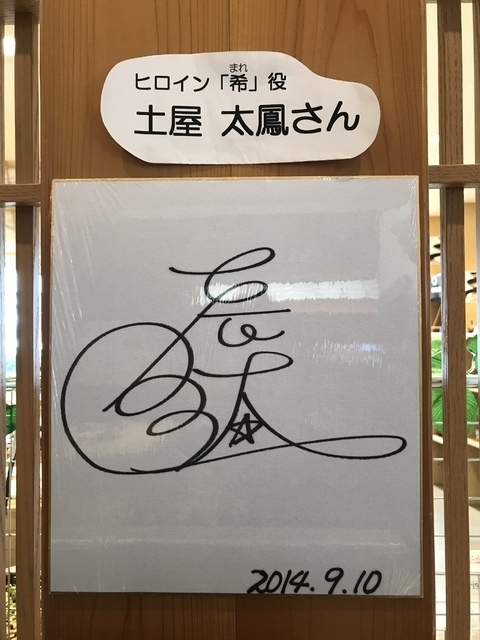 まれ
ヒロイン「希」役
土屋 太鳳さん
2014.9.10